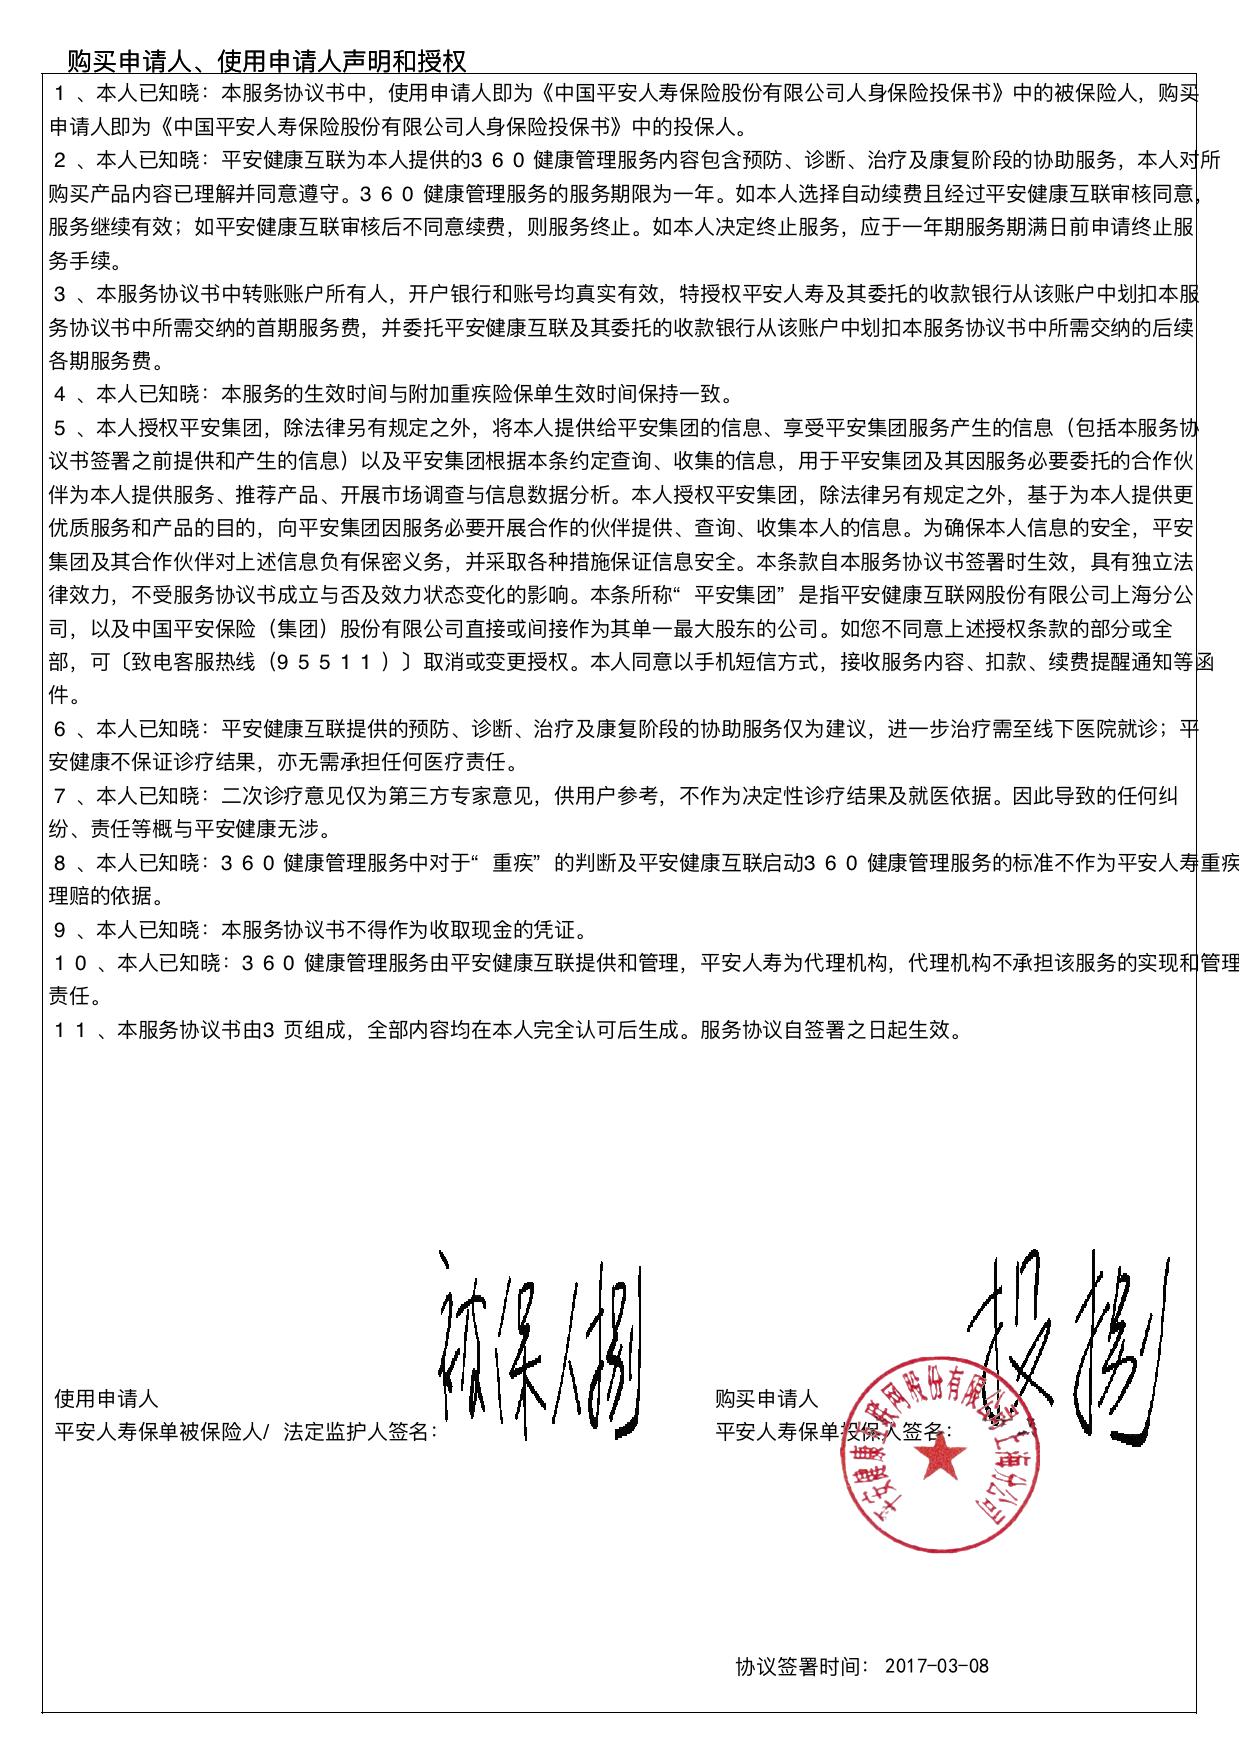 购买申请人、使用申请人声明和授权
1、本人已知晓：本服务协议书中，使用申请人即为《中国平安人寿保险股份有限公司人身保险投保书》中的被保险人，购买
申请人即为《中国平安人寿保险股份有限公司人身保险投保书》中的投保人。
2、本人已知晓：平安健康互联为本人提供的360健康管理服务内容包含预防、诊断、治疗及康复阶段的协助服务，本人对所
购买产品内容已理解并同意遵守。360健康管理服务的服务期限为一年。如本人选择自动续费且经过平安健康互联审核同意，
服务继续有效；如平安健康互联审核后不同意续费，则服务终止。如本人决定终止服务，应于一年期服务期满日前申请终止服
务手续。
3、本服务协议书中转账账户所有人，开户银行和账号均真实有效，特授权平安人寿及其委托的收款银行从该账户中划扣本服
务协议书中所需交纳的首期服务费，并委托平安健康互联及其委托的收款银行从该账户中划扣本服务协议书中所需交纳的后续
各期服务费。
4、本人已知晓：本服务的生效时间与附加重疾险保单生效时间保持一致。
5、本人授权平安集团，除法律另有规定之外，将本人提供给平安集团的信息、享受平安集团服务产生的信息（包括本服务协
议书签署之前提供和产生的信息）以及平安集团根据本条约定查询、收集的信息，用于平安集团及其因服务必要委托的合作伙
伴为本人提供服务、推荐产品、开展市场调查与信息数据分析。本人授权平安集团，除法律另有规定之外，基于为本人提供更
优质服务和产品的目的，向平安集团因服务必要开展合作的伙伴提供、查询、收集本人的信息。为确保本人信息的安全，平安
集团及其合作伙伴对上述信息负有保密义务，并采取各种措施保证信息安全。本条款自本服务协议书签署时生效，具有独立法
律效力，不受服务协议书成立与否及效力状态变化的影响。本条所称“平安集团”是指平安健康互联网股份有限公司上海分公
司，以及中国平安保险（集团）股份有限公司直接或间接作为其单一最大股东的公司。如您不同意上述授权条款的部分或全
部，可〔致电客服热线（95511）〕取消或变更授权。本人同意以手机短信方式，接收服务内容、扣款、续费提醒通知等函
件。
6、本人已知晓：平安健康互联提供的预防、诊断、治疗及康复阶段的协助服务仅为建议，进一步治疗需至线下医院就诊；平
安健康不保证诊疗结果，亦无需承担任何医疗责任。
7、本人已知晓：二次诊疗意见仅为第三方专家意见，供用户参考，不作为决定性诊疗结果及就医依据。因此导致的任何纠
纷、责任等概与平安健康无涉。
8、本人已知晓：360健康管理服务中对于“重疾”的判断及平安健康互联启动360健康管理服务的标准不作为平安人寿重疾
理赔的依据。
9、本人已知晓：本服务协议书不得作为收取现金的凭证。
10、本人已知晓：360健康管理服务由平安健康互联提供和管理，平安人寿为代理机构，代理机构不承担该服务的实现和管理
责任。
11、本服务协议书由3页组成，全部内容均在本人完全认可后生成。服务协议自签署之日起生效。
被保人捌
投捌
使用申请人
平安人寿保单被保险人/ 法定监护人签名：
购买申请人
平安人寿保单投保人签名：
平安健康互联网股份有限公司上海分公司
协议签署时间： 2017-03-08